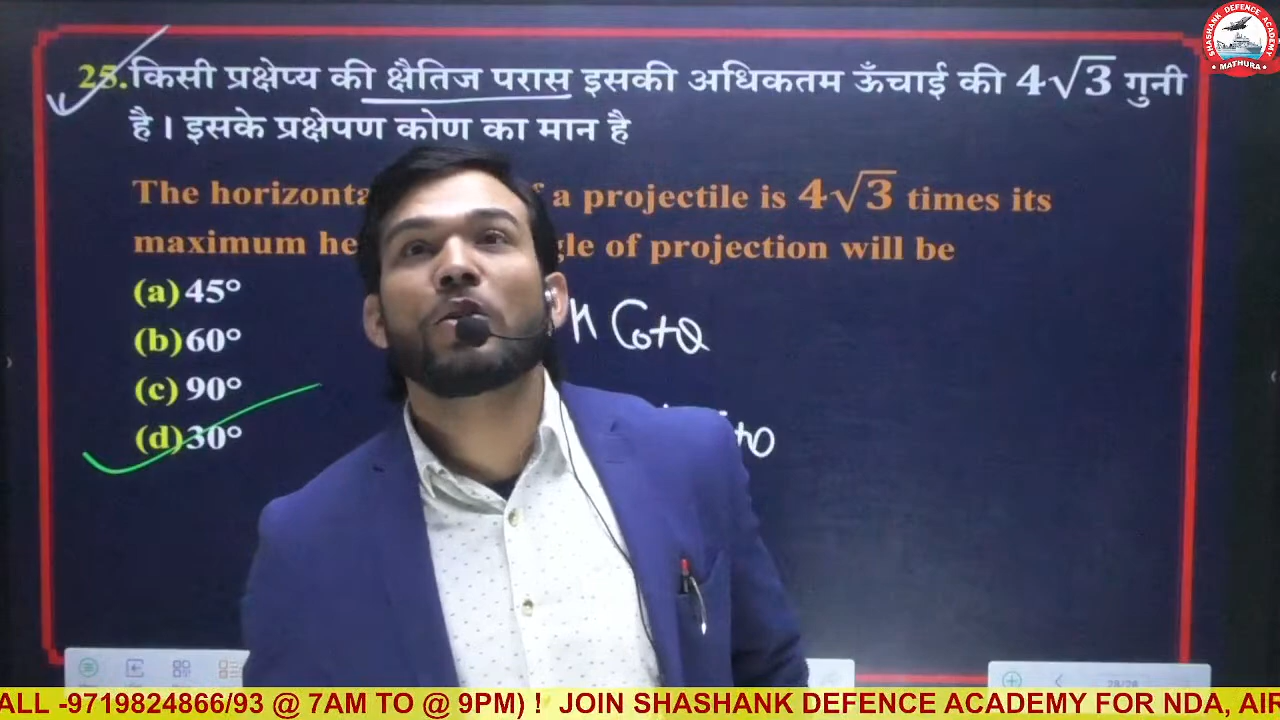 25.किसी प्रक्षेप्य की क्षैतिज परास इसकी अधिकतम ऊँचाई की 4√3 गुनी
है। इसके प्रक्षेपण कोण का मान है
The horizonta f a projectile is 4√3 times its
maximum he gle of projection will be
(a) 45°
(b) 60°
(c) 90°
(d) 30°
Cotθ
SHASHANK DEFENCE ACADEMY
MATHURA
28/28
ALL -9719824866/93 @ 7AM TO @ 9PM) ! JOIN SHASHANK DEFENCE ACADEMY FOR NDA, AIR